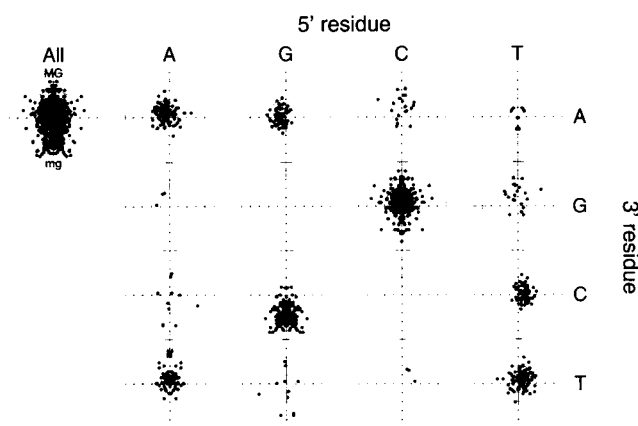 5' residue
All A G C T
MG
A
mg
G
3' residue
C
T